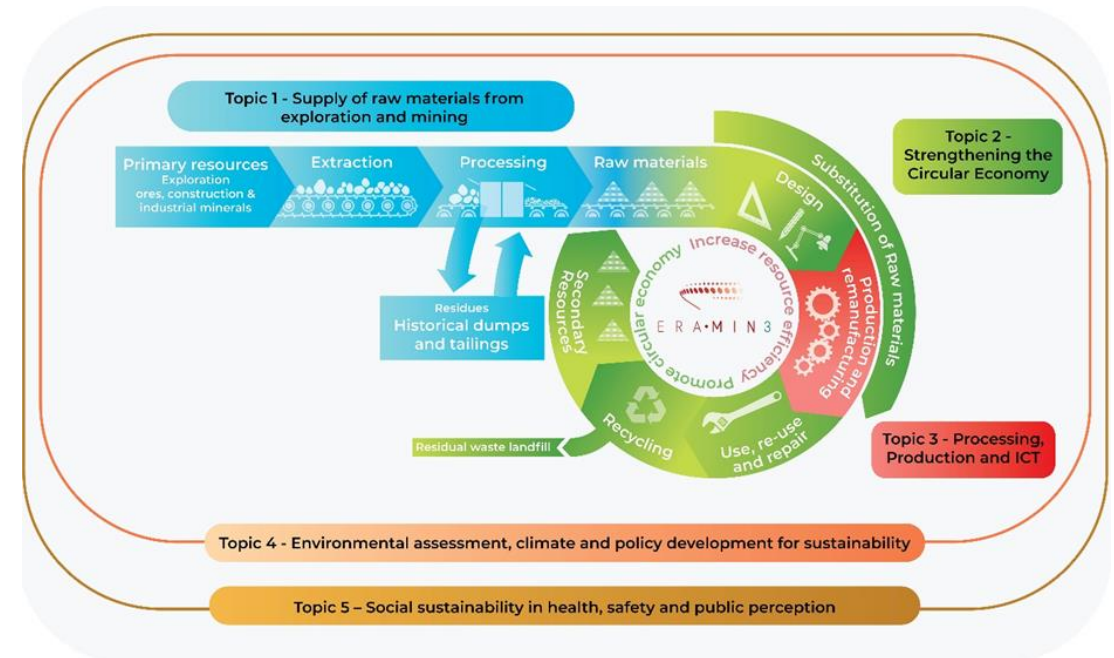 Topic 1 - Supply of raw materials from
exploration and mining
Primary resources
Exploration
ores, construction &
industrial minerals
Extraction
Processing
Raw materials
Residues
Historical dumps
and tailings
Design
Substitution of Raw materials
Topic 2 -
Strengthening the
Circular Economy
Production and
remanufacturing
Topic 3 - Processing,
Production and ICT
Use, re-use
and repair
Recycling
Residual waste landfill
Secondary
Resources
Increase resource efficiency
Promote circular economy
ERA•MIN3
Topic 4 - Environmental assessment, climate and policy development for sustainability
Topic 5 – Social sustainability in health, safety and public perception